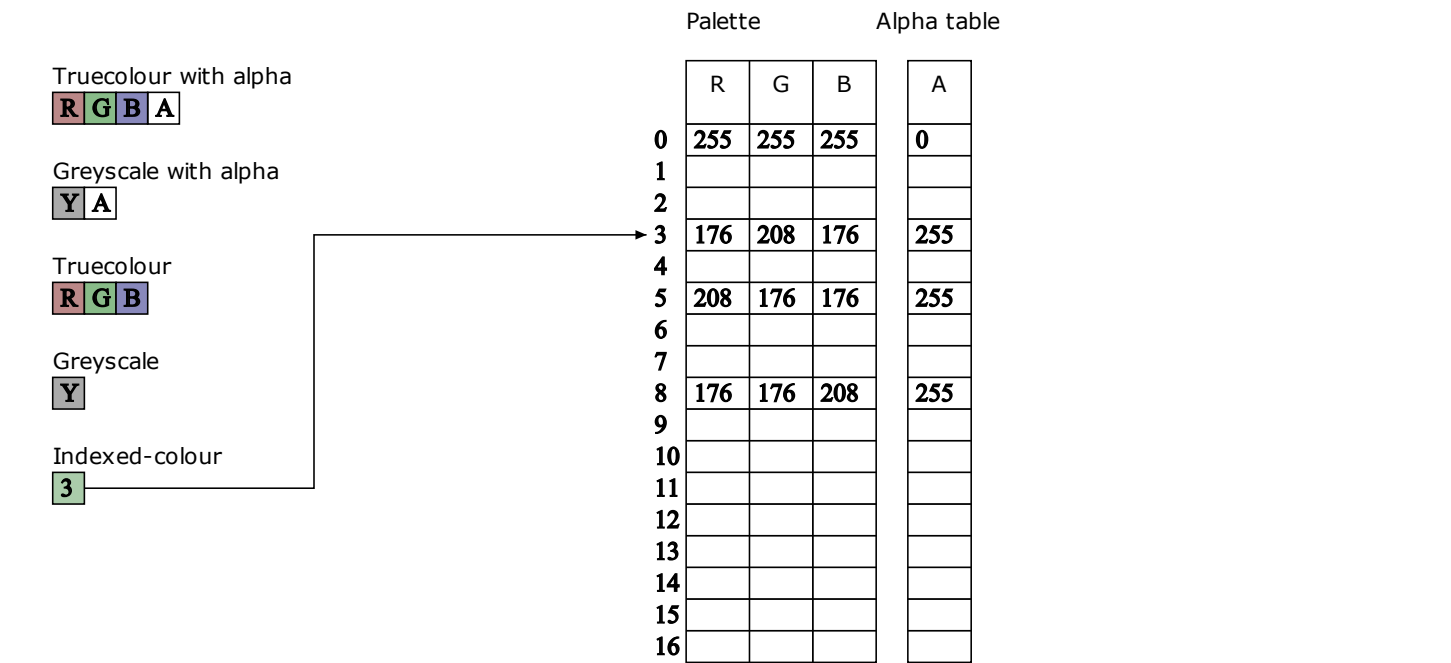 Palette Alpha table
Truecolour with alpha
R G B A
R G B A
0 255 255 255 0
1
Greyscale with alpha
2
Y A
3 176 208 176 255
Truecolour
4
R G B
5 208 176 176 255
6
Greyscale
7
Y
8 176 176 208 255
9
Indexed-colour
10
3
11
12
13
14
15
16